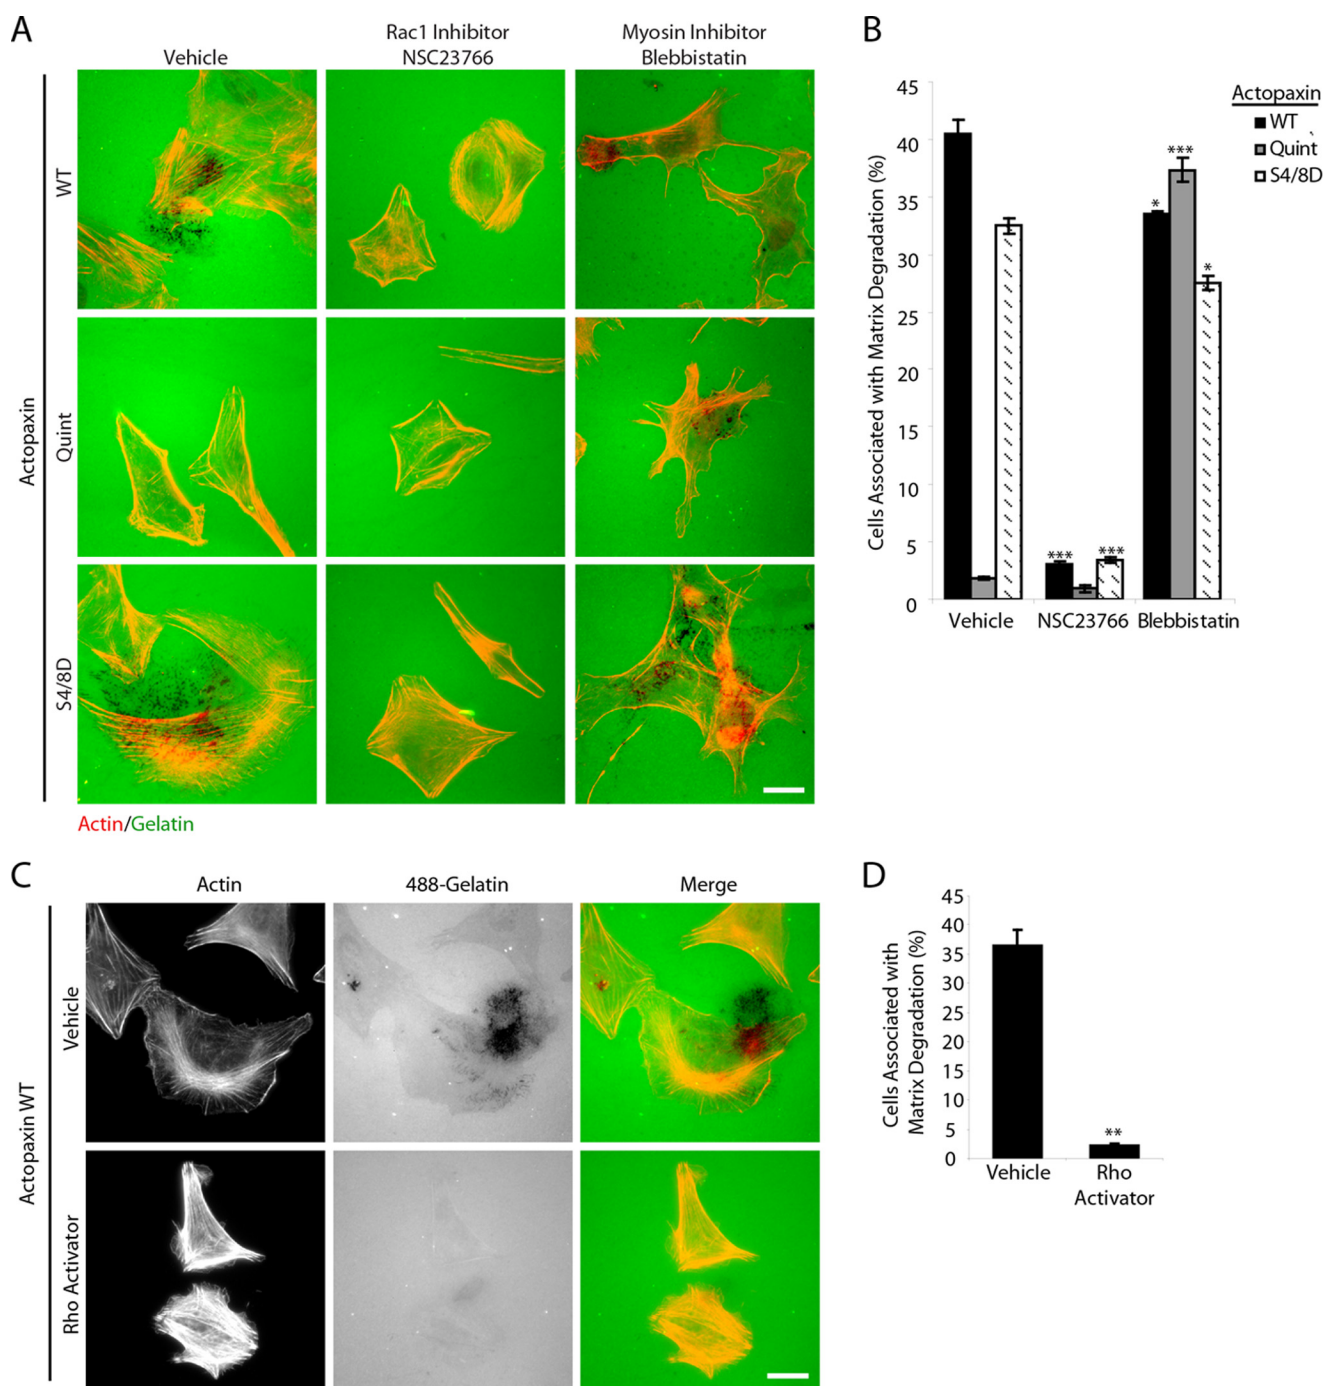 A
Vehicle
Rac1 Inhibitor
NSC23766
Myosin Inhibitor
Blebbistatin
Actopaxin
WT
Quint
S4/8D
Actin/Gelatin
B
Cells Associated with Matrix Degradation (%)
45
40
35
30
25
20
15
10
5
0
***
***
*
***
*
Vehicle
NSC23766
Blebbistatin
Actopaxin
WT
Quint
S4/8D
C
Actin
488-Gelatin
Merge
Actopaxin WT
Vehicle
Rho Activator
D
Cells Associated with
Matrix Degradation (%)
45
40
35
30
25
20
15
10
5
0
**
Vehicle
Rho
Activator